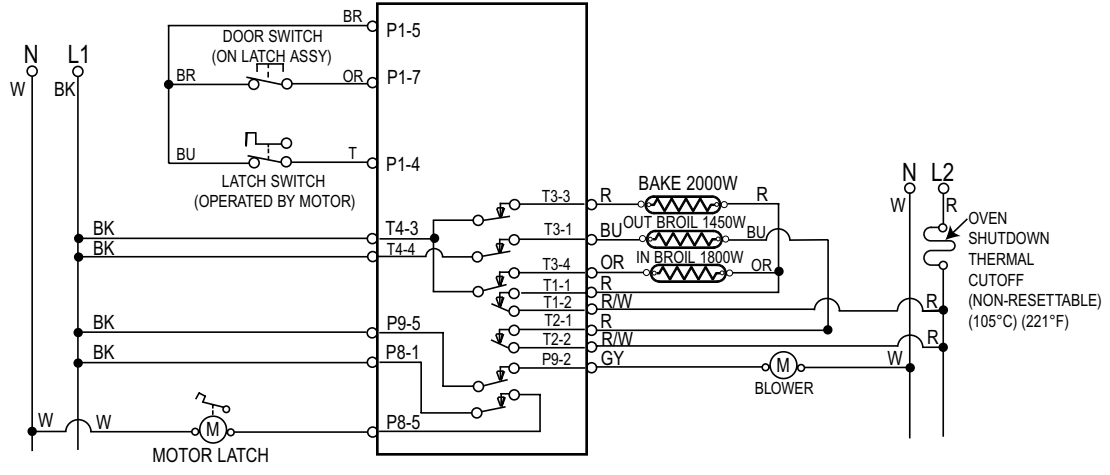 BR
P1-5
DOOR SWITCH
(ON LATCH ASSY)
N L1
W BK
BR OR P1-7
BU T P1-4
LATCH SWITCH
(OPERATED BY MOTOR)
T3-3 R BAKE 2000W R
N L2
W R
OVEN
SHUTDOWN
THERMAL
CUTOFF
(NON-RESETTABLE)
(105°C) (221°F)
BK T4-3 T3-1 BU OUT BROIL 1450W BU
BK T4-4
T3-4 OR IN BROIL 1800W OR
T1-1 R
T1-2 R/W R
BK P9-5 T2-1 R
T2-2 R/W R
BK P8-1 P9-2 GY W
M
BLOWER
W W M P8-5
MOTOR LATCH